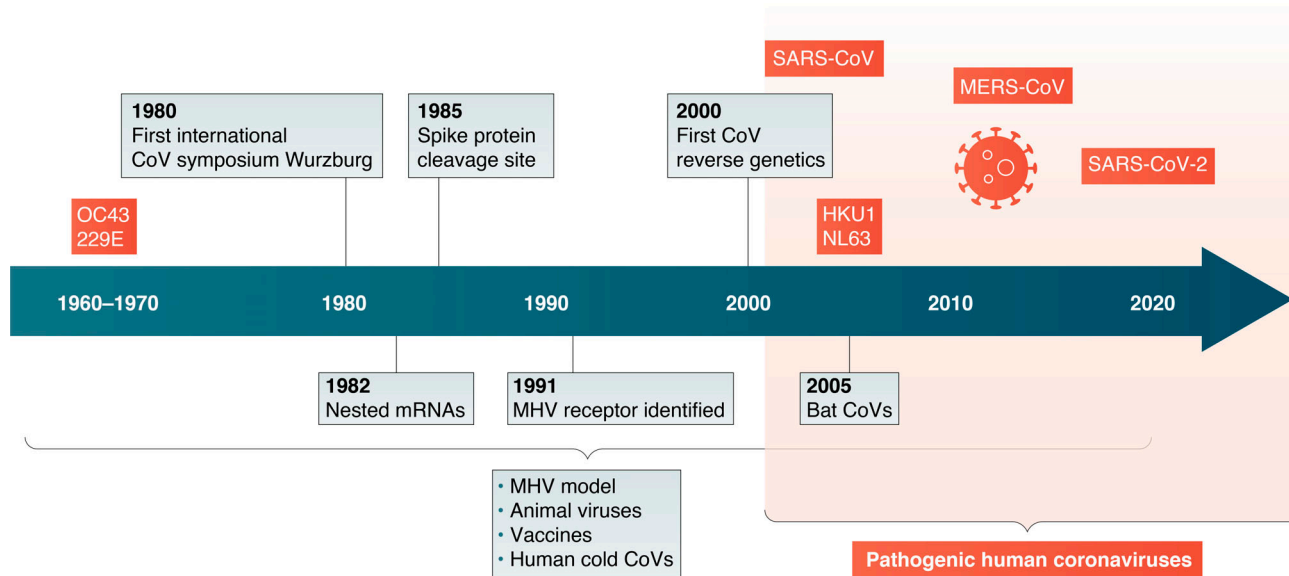 SARS-CoV
MERS-CoV
1980
First international
CoV symposium Wurzburg
1985
Spike protein
cleavage site
2000
First CoV
reverse genetics
SARS-CoV-2
OC43
229E
HKU1
NL63
1960–1970
1980
1990
2000
2010
2020
1982
Nested mRNAs
1991
MHV receptor identified
2005
Bat CoVs
• MHV model
• Animal viruses
• Vaccines
• Human cold CoVs
Pathogenic human coronaviruses